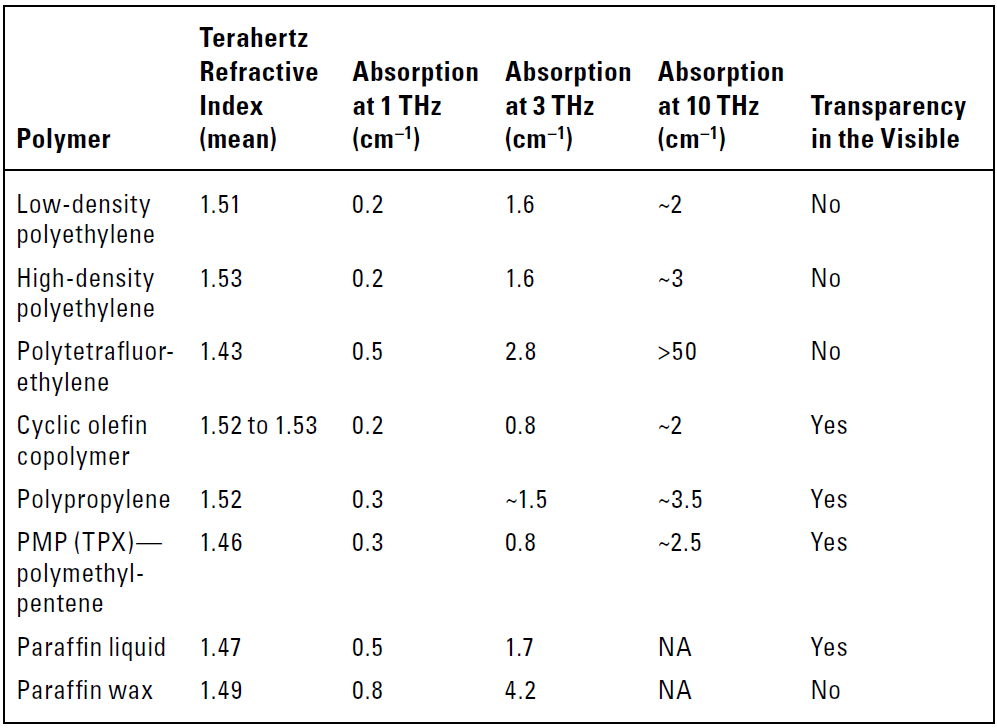 Polymer | Terahertz Refractive Index (mean) | Absorption at 1 THz (cm⁻¹) | Absorption at 3 THz (cm⁻¹) | Absorption at 10 THz (cm⁻¹) | Transparency in the Visible
Low-density polyethylene | 1.51 | 0.2 | 1.6 | ~2 | No
High-density polyethylene | 1.53 | 0.2 | 1.6 | ~3 | No
Polytetrafluor-ethylene | 1.43 | 0.5 | 2.8 | >50 | No
Cyclic olefin copolymer | 1.52 to 1.53 | 0.2 | 0.8 | ~2 | Yes
Polypropylene | 1.52 | 0.3 | ~1.5 | ~3.5 | Yes
PMP (TPX)—polymethyl-pentene | 1.46 | 0.3 | 0.8 | ~2.5 | Yes
Paraffin liquid | 1.47 | 0.5 | 1.7 | NA | Yes
Paraffin wax | 1.49 | 0.8 | 4.2 | NA | No